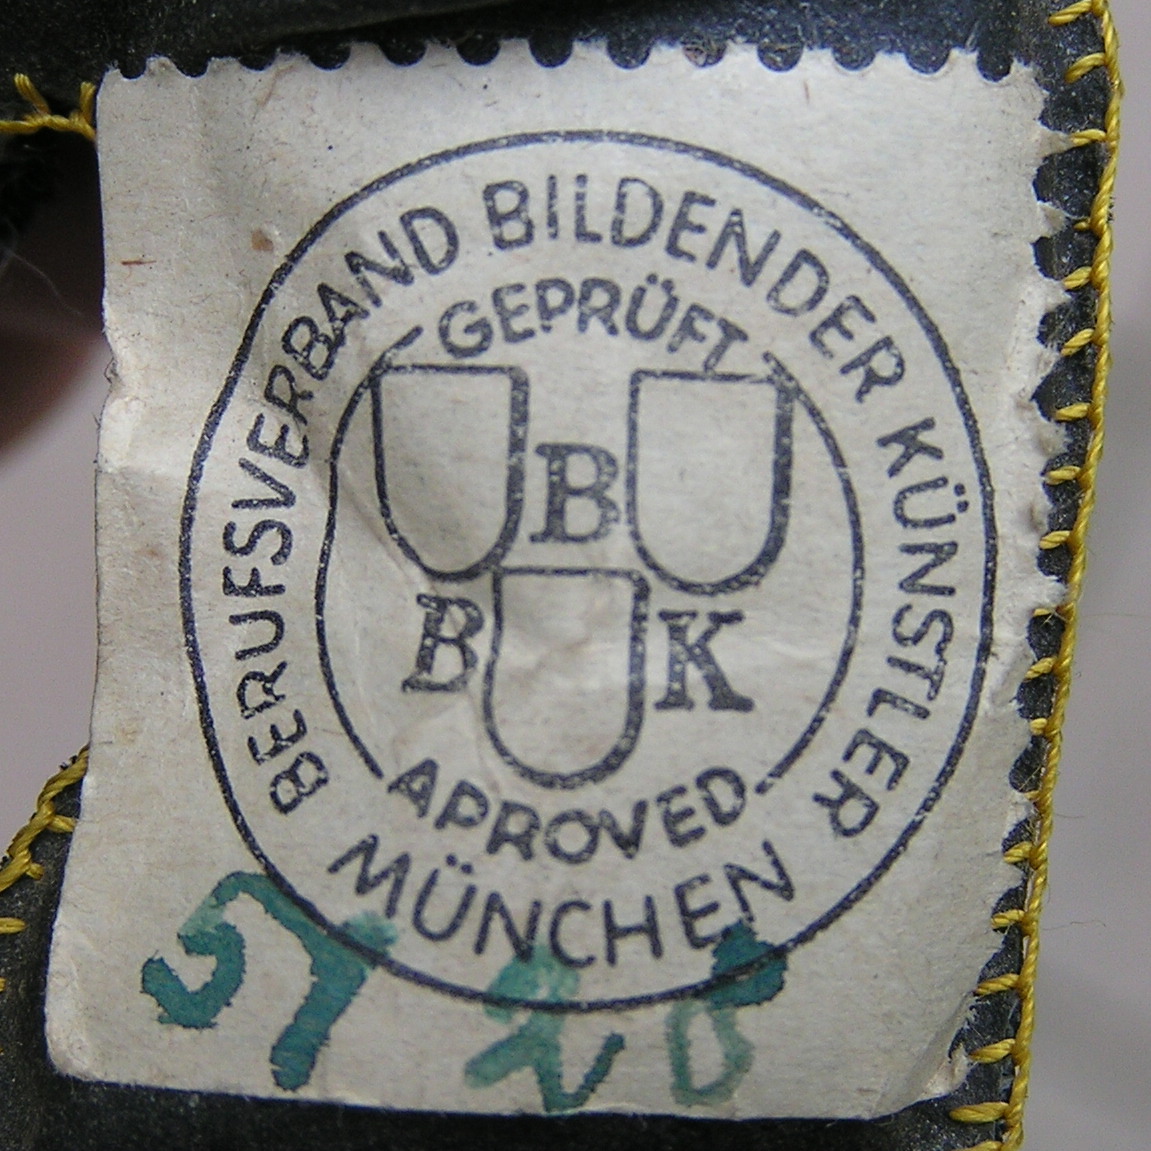 BERUFSVERBAND BILDENDER KÜNSTLER
GEPRÜFT
B
B K
APROVED
MÜNCHEN